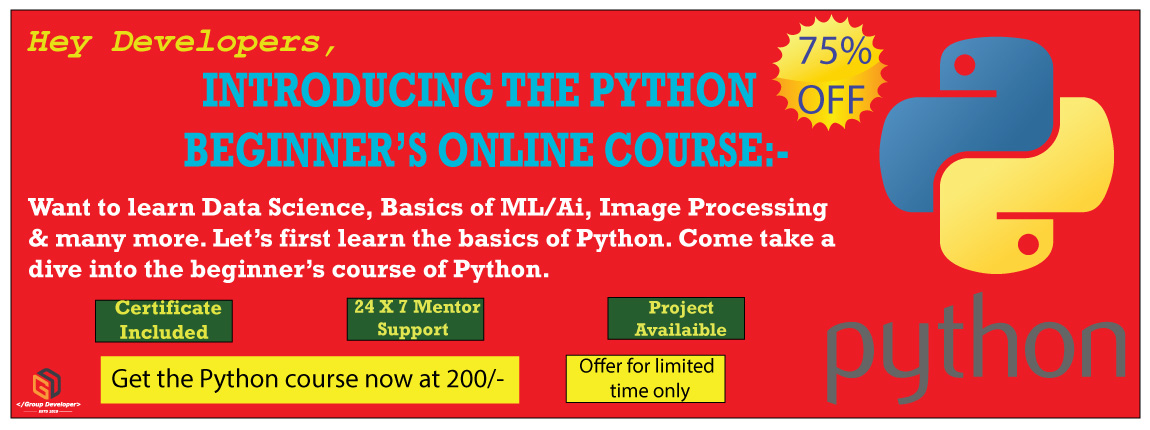 Hey Developers,
INTRODUCING THE PYTHON
BEGINNER'S ONLINE COURSE:-
75%
OFF
Want to learn Data Science, Basics of ML/Ai, Image Processing
& many more. Let's first learn the basics of Python. Come take a
dive into the beginner's course of Python.
Certificate
Included
24 X 7 Mentor
Support
Project
Availaible
Get the Python course now at 200/-
Offer for limited
time only
python
</Group Developer>
ESTD 2019